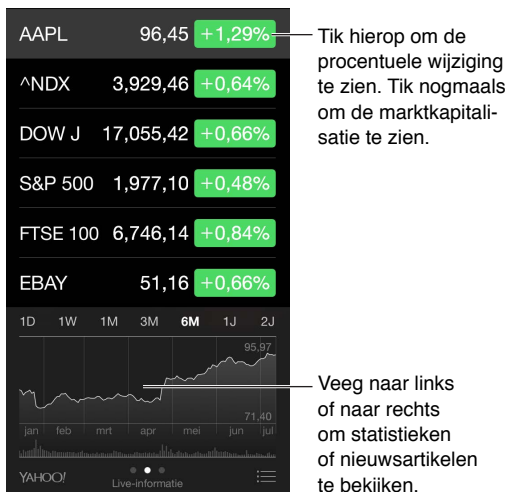 AAPL 96,45 +1,29%
^NDX 3,929,46 +0,64%
DOW J 17,055,42 +0,66%
S&P 500 1,977,10 +0,48%
FTSE 100 6,746,14 +0,84%
EBAY 51,16 +0,66%
1D 1W 1M 3M 6M 1J 2J
95,97
71,40
jan feb mrt apr mei jun jul
YAHOO!
Live-informatie
Tik hierop om de
procentuele wijziging
te zien. Tik nogmaals
om de marktkapitali-
satie te zien.
Veeg naar links
of naar rechts
om statistieken
of nieuwsartikelen
te bekijken.